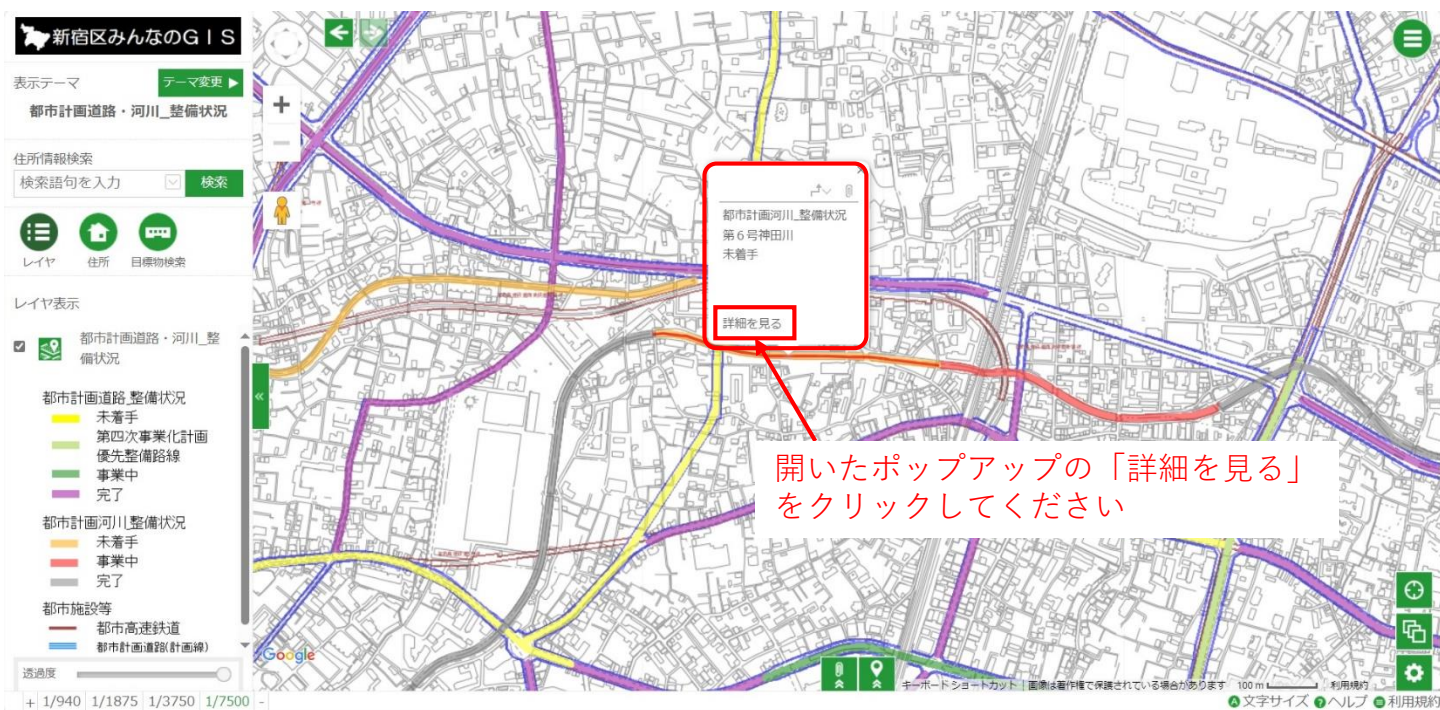 新宿区みんなのGIS
表示テーマ
テーマ変更 ▶
都市計画道路・河川_整備状況
住所情報検索
検索語句を入力
検索
レイヤ
住所
目標物検索
レイヤ表示
都市計画道路・河川_整
備状況
都市計画道路_整備状況
未着手
第四次事業化計画
優先整備路線
事業中
完了
都市計画河川_整備状況
未着手
事業中
完了
都市施設等
都市高速鉄道
都市計画道路(計画線)
透過度
+ 1/940 1/1875 1/3750 1/7500 -
都市計画河川_整備状況
第6号神田川
未着手
詳細を見る
開いたポップアップの「詳細を見る」
をクリックしてください
Google
キーボード ショートカット
画像は著作権で保護されている場合があります
100 m
利用規約
A 文字サイズ ? ヘルプ 利用規約